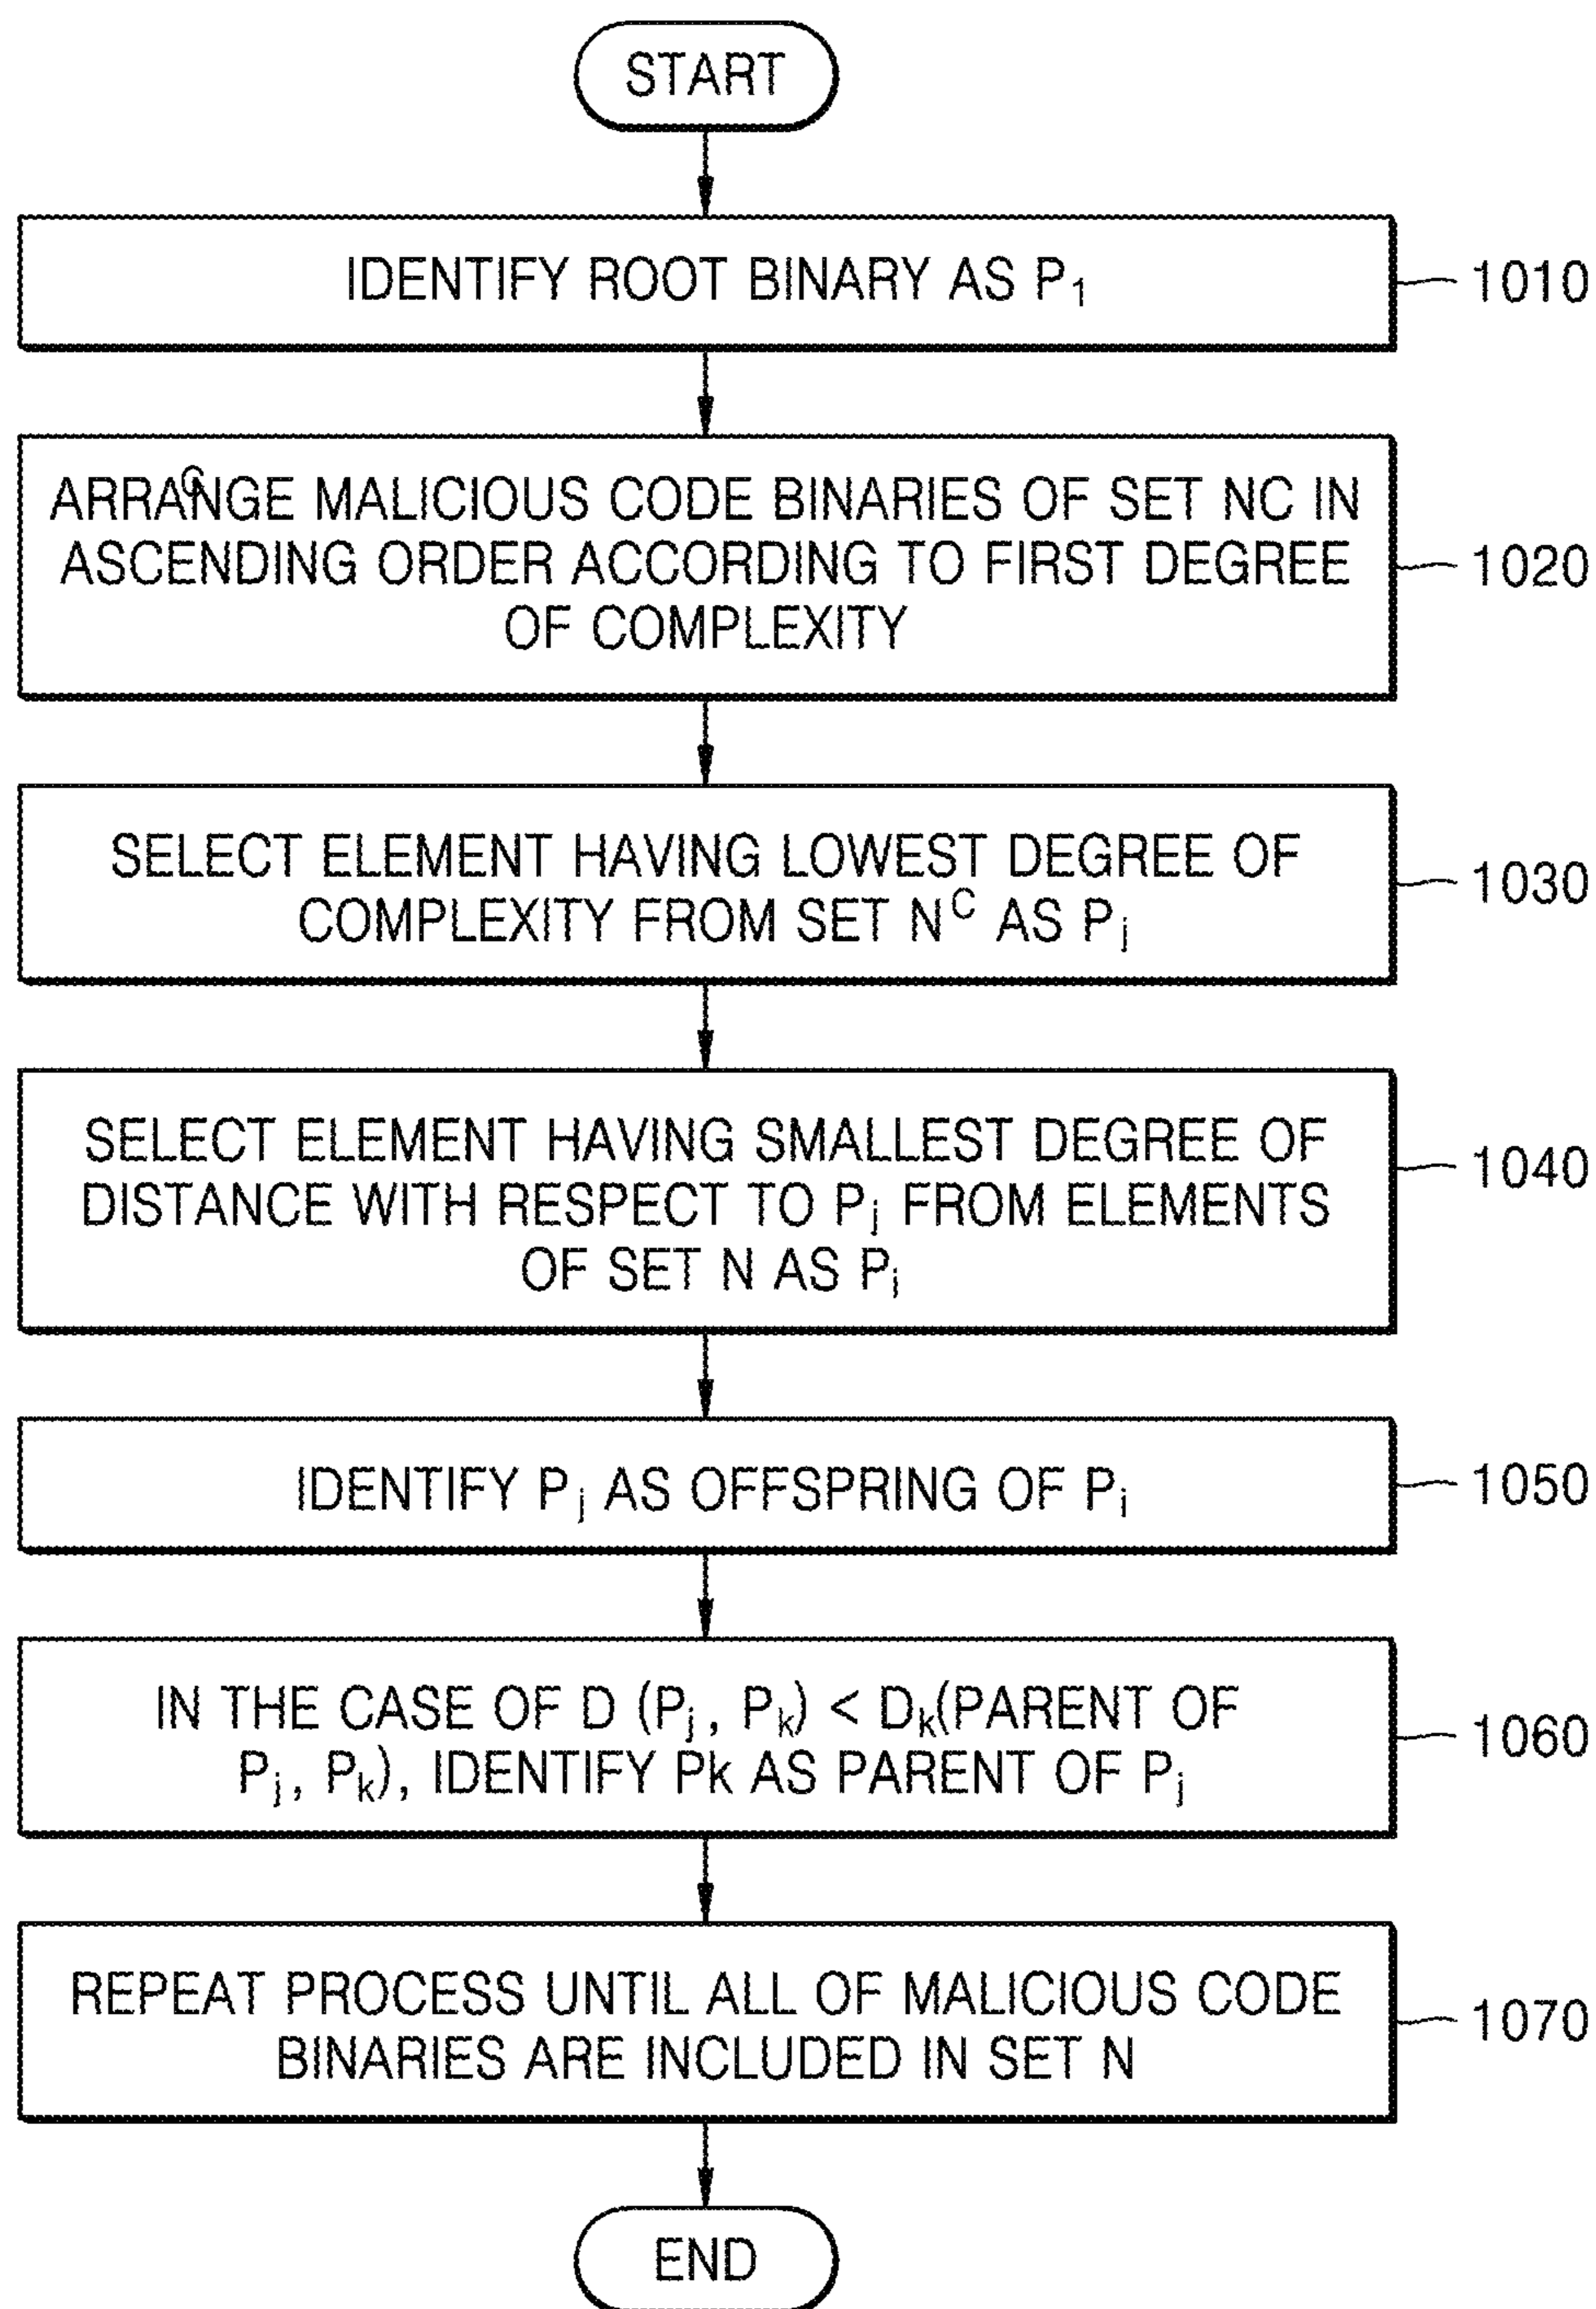 START
IDENTIFY ROOT BINARY AS P₁
1010
ARRANGE MALICIOUS CODE BINARIES OF SET NC IN
ASCENDING ORDER ACCORDING TO FIRST DEGREE
OF COMPLEXITY
1020
SELECT ELEMENT HAVING LOWEST DEGREE OF
COMPLEXITY FROM SET Nᶜ AS Pⱼ
1030
SELECT ELEMENT HAVING SMALLEST DEGREE OF
DISTANCE WITH RESPECT TO Pⱼ FROM ELEMENTS
OF SET N AS Pᵢ
1040
IDENTIFY Pⱼ AS OFFSPRING OF Pᵢ
1050
IN THE CASE OF D (Pⱼ, Pₖ) < Dₖ(PARENT OF
Pⱼ, Pₖ), IDENTIFY Pk AS PARENT OF Pⱼ
1060
REPEAT PROCESS UNTIL ALL OF MALICIOUS CODE
BINARIES ARE INCLUDED IN SET N
1070
END